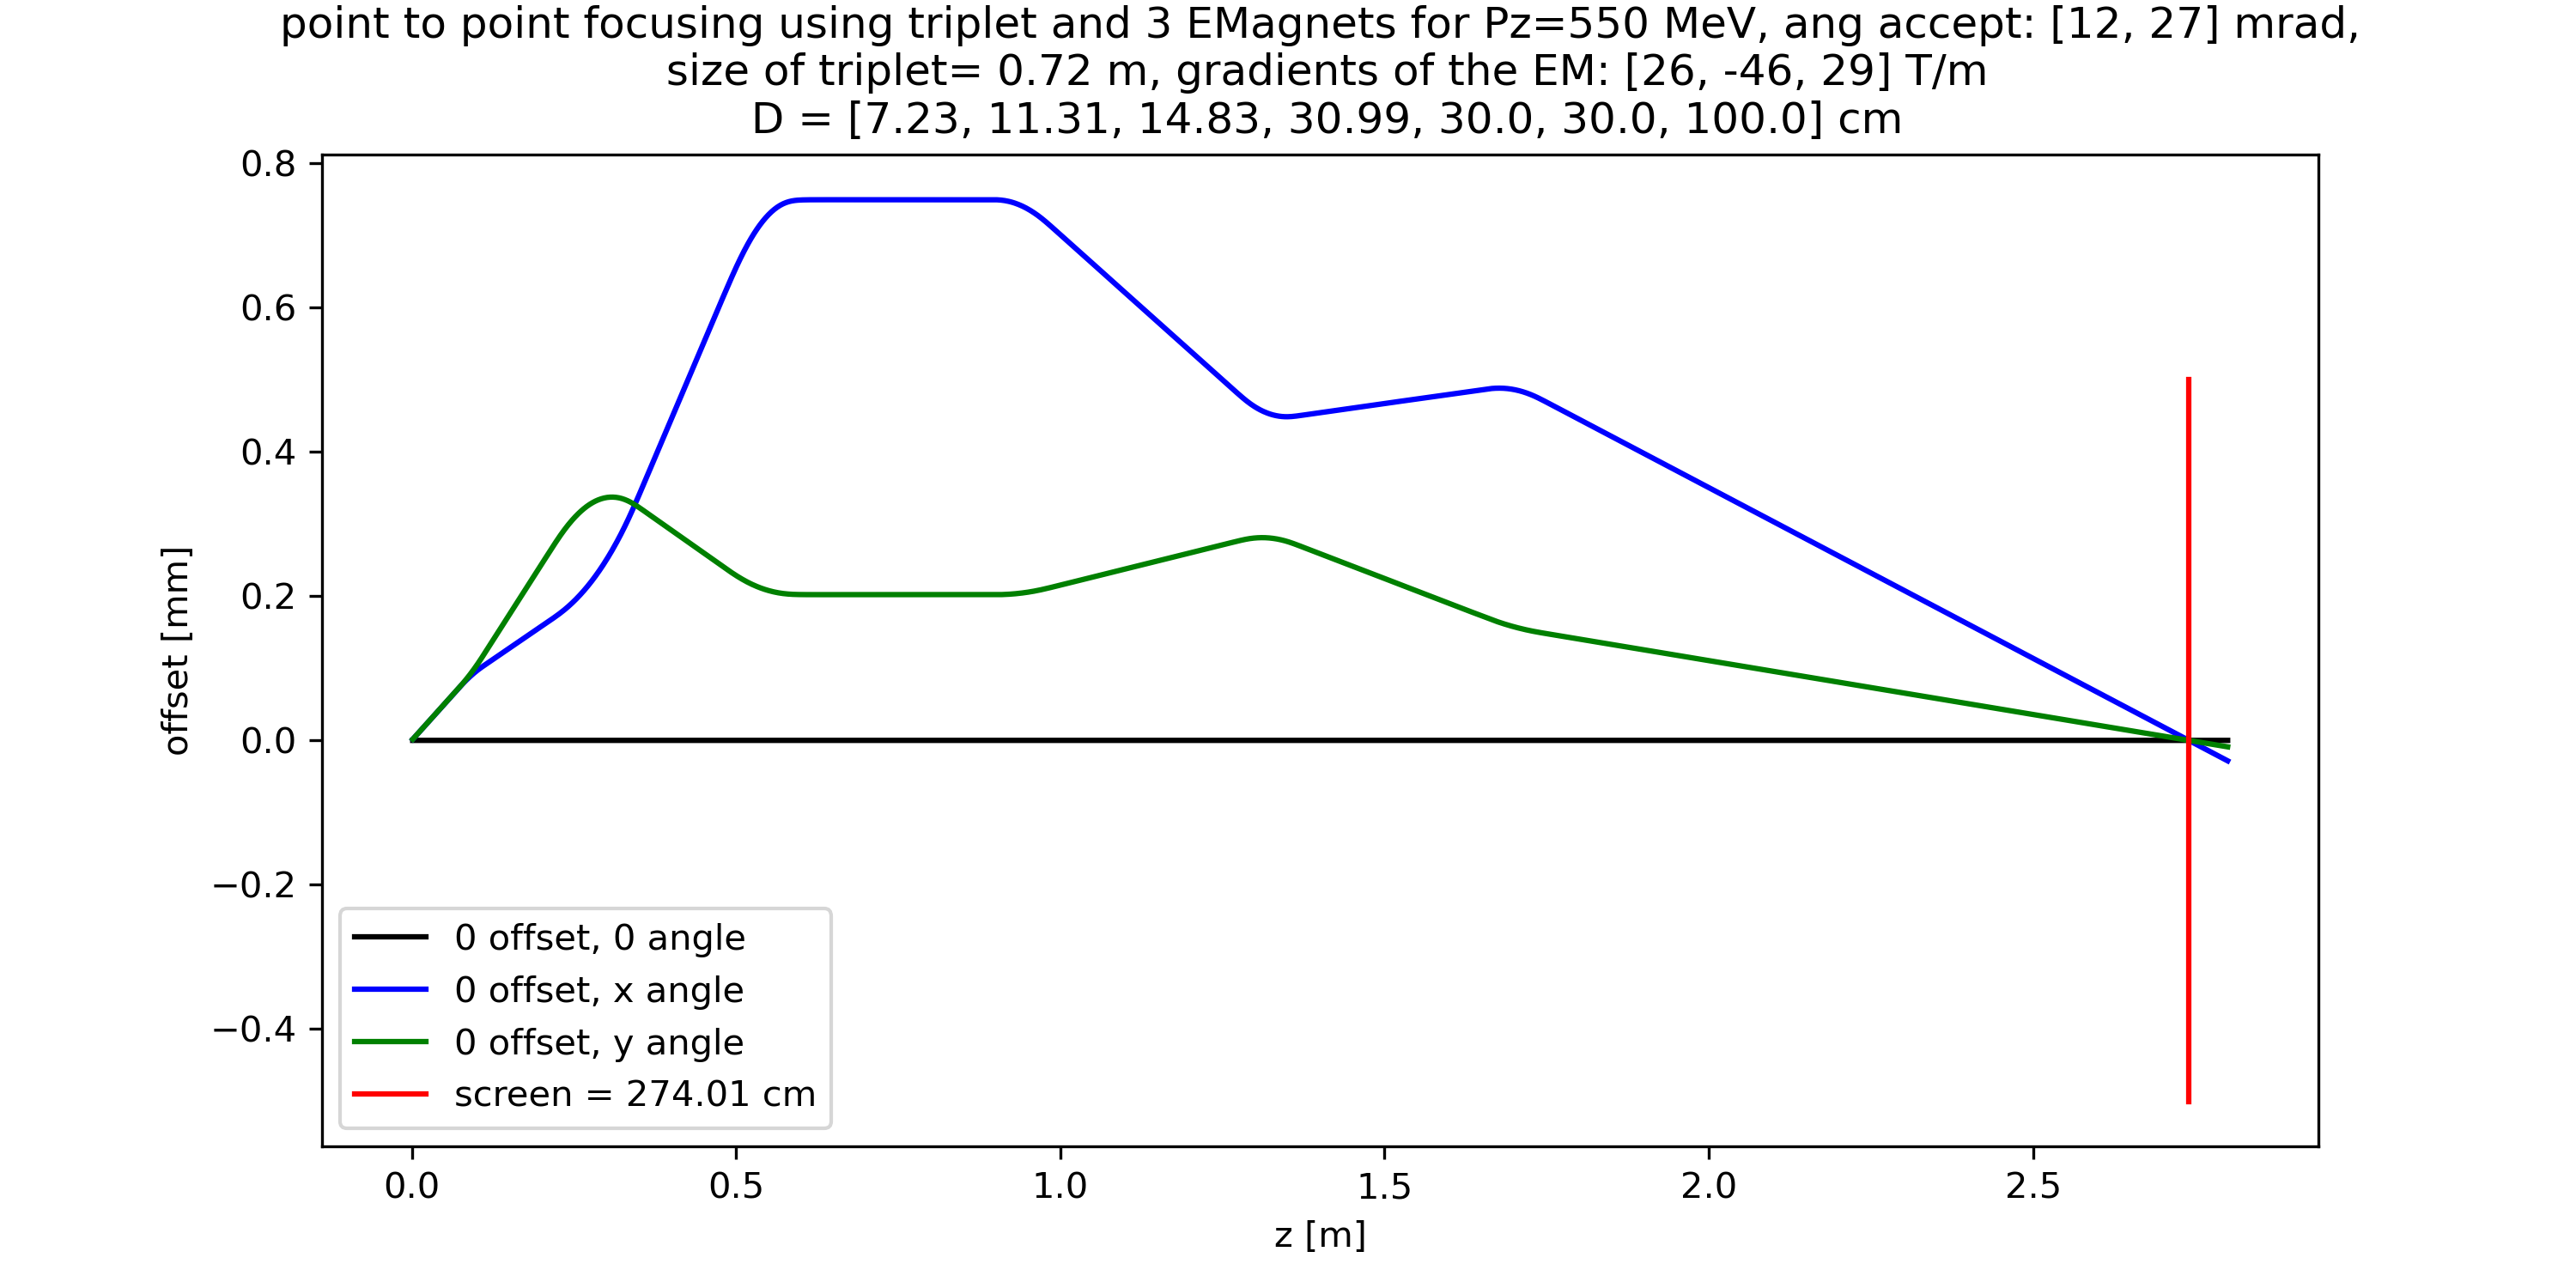 point to point focusing using triplet and 3 EMagnets for Pz=550 MeV, ang accept: [12, 27] mrad,
size of triplet= 0.72 m, gradients of the EM: [26, -46, 29] T/m
D = [7.23, 11.31, 14.83, 30.99, 30.0, 30.0, 100.0] cm
0.8
0.6
0.4
0.2
0.0
−0.2
−0.4
offset [mm]
0 offset, 0 angle
0 offset, x angle
0 offset, y angle
screen = 274.01 cm
0.0 0.5 1.0 1.5 2.0 2.5
z [m]